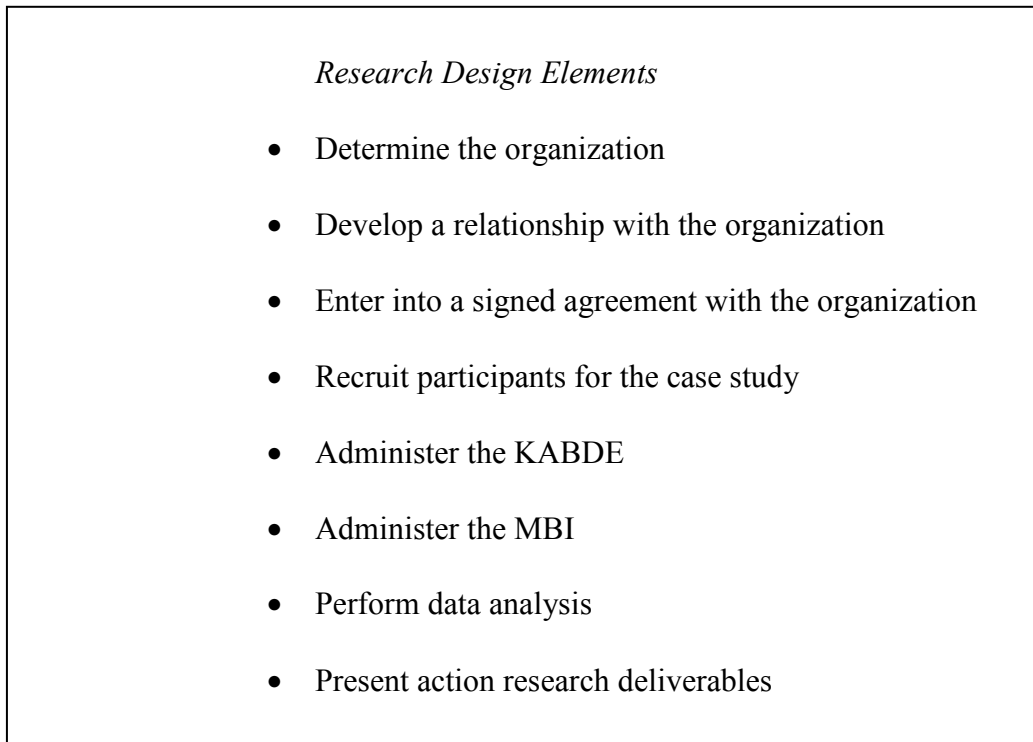 Research Design Elements
• Determine the organization
• Develop a relationship with the organization
• Enter into a signed agreement with the organization
• Recruit participants for the case study
• Administer the KABDE
• Administer the MBI
• Perform data analysis
• Present action research deliverables